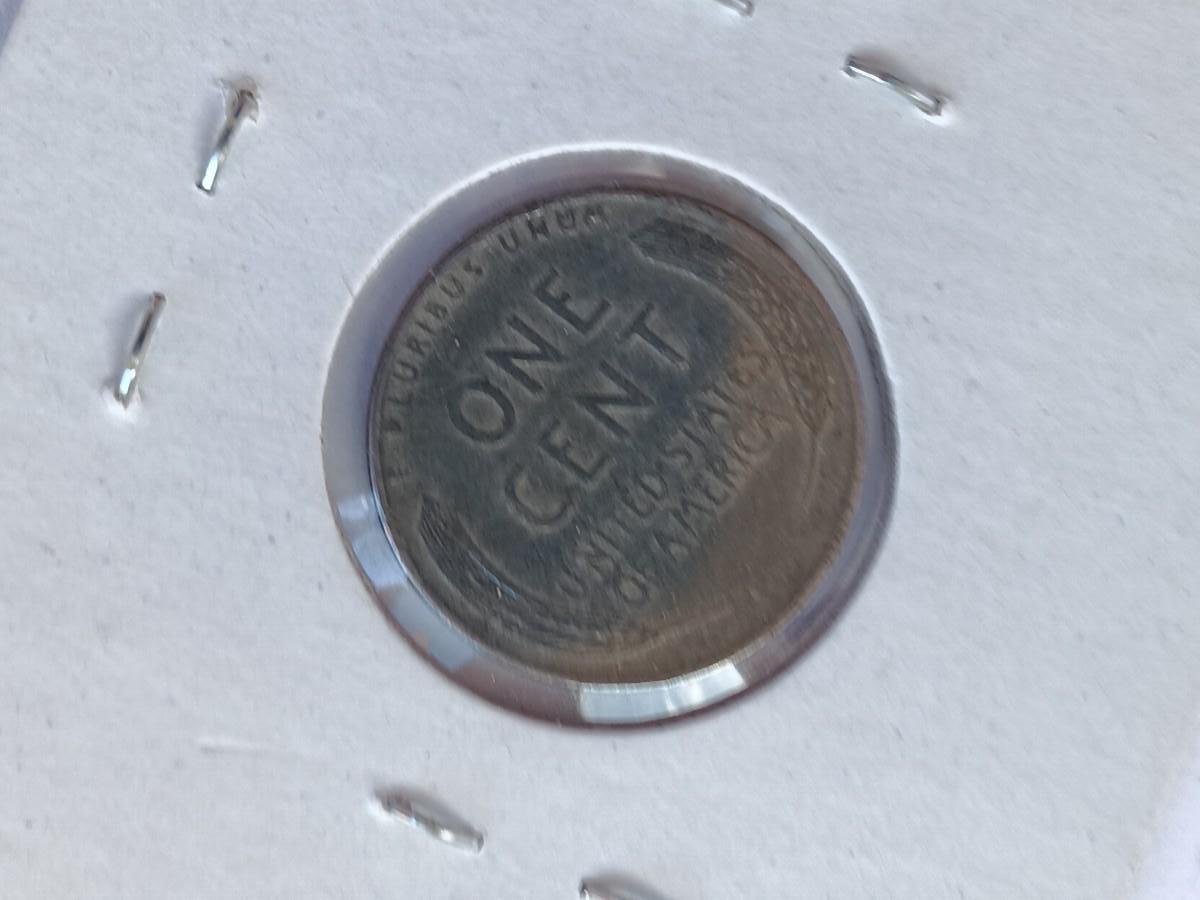 E PLURIBUS UNUM
ONE
CENT
UNITED STATES
OF AMERICA